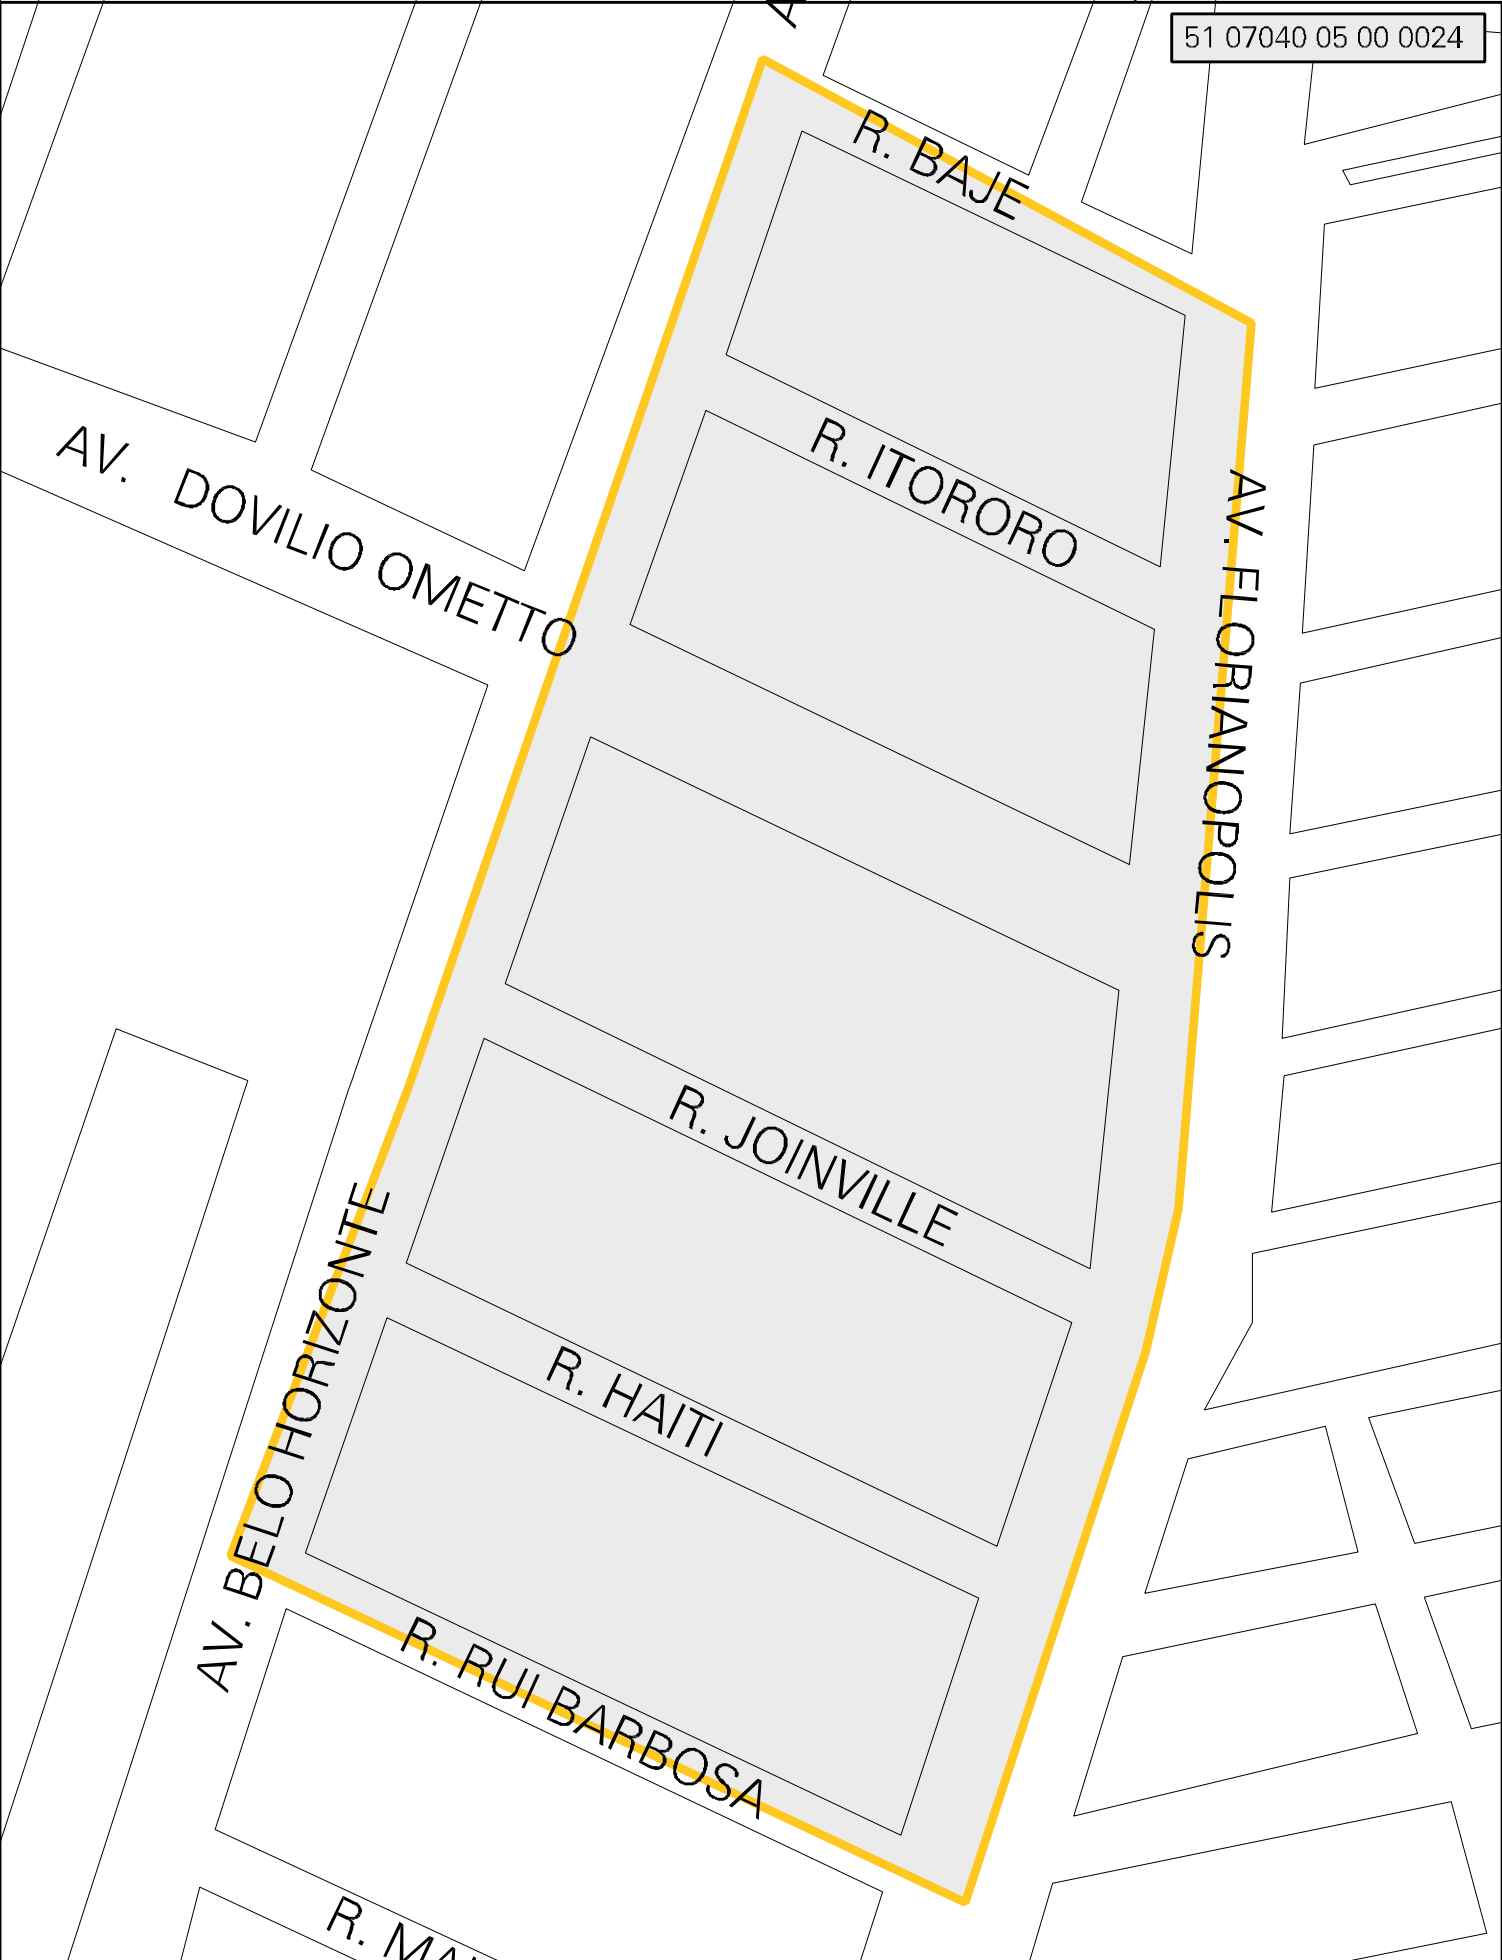 51 07040 05 00 0024
R. BAJE
R. ITORORO
AV. DOVILIO OMETTO
AV. FLORIANOPOLIS
R. JOINVILLE
AV. BELO HORIZONTE
R. HAITI
R. RUI BARBOSA